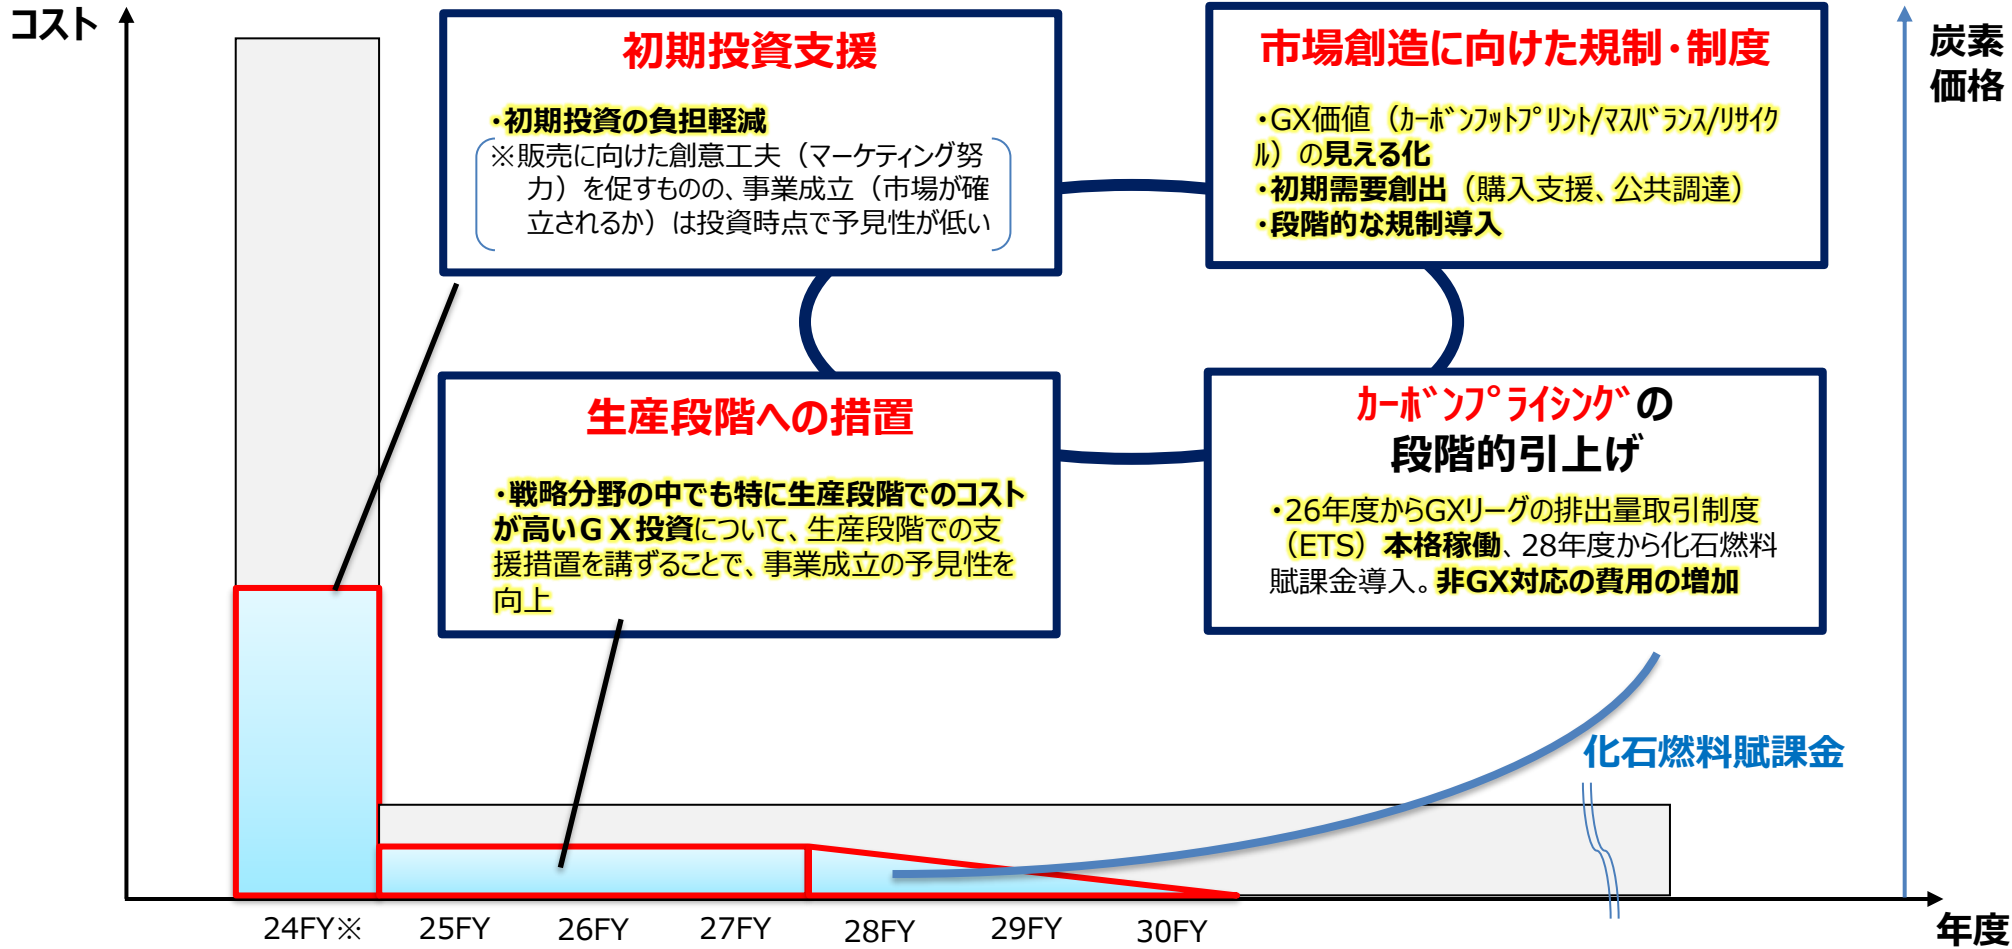 コスト
初期投資支援
・初期投資の負担軽減
※販売に向けた創意工夫（マーケティング努
力）を促すものの、事業成立（市場が確
立されるか）は投資時点で予見性が低い
市場創造に向けた規制・制度
・GX価値（ｶｰﾎﾞﾝﾌｯﾄﾌﾟﾘﾝﾄ/ﾏｽﾊﾞﾗﾝｽ/ﾘｻｲｸ
ﾙ）の見える化
・初期需要創出（購入支援、公共調達）
・段階的な規制導入
炭素
価格
生産段階への措置
・戦略分野の中でも特に生産段階でのコスト
が高いＧＸ投資について、生産段階での支
援措置を講ずることで、事業成立の予見性を
向上
ｶｰﾎﾞﾝﾌﾟﾗｲｼﾝｸﾞの
段階的引上げ
・26年度からGXリーグの排出量取引制度
（ETS）本格稼働、28年度から化石燃料
賦課金導入。非GX対応の費用の増加
化石燃料賦課金
24FY※ 25FY 26FY 27FY 28FY 29FY 30FY
年度